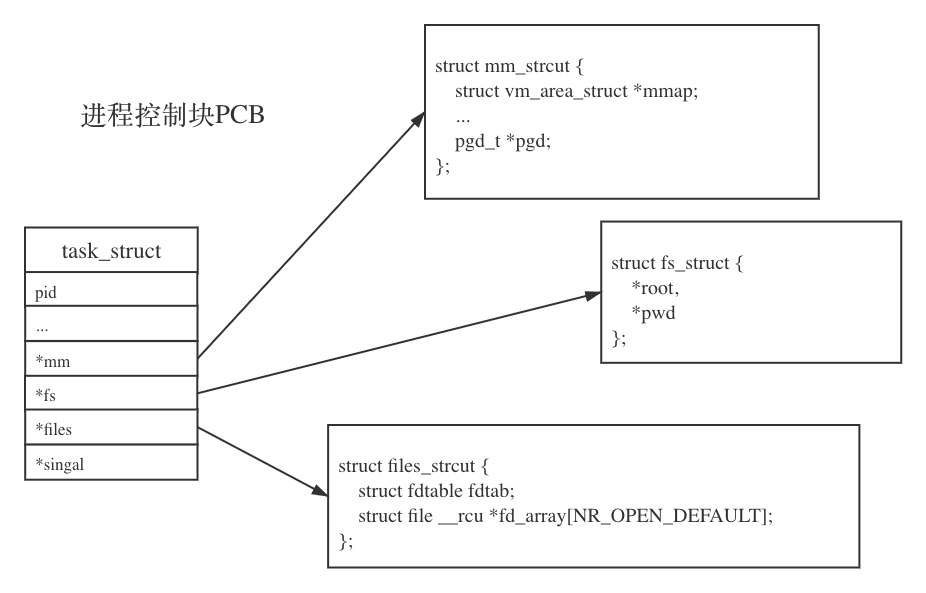 进程控制块PCB
struct mm_strcut {
struct vm_area_struct *mmap;
...
pgd_t *pgd;
};
task_struct
pid
...
*mm
*fs
*files
*singal
struct fs_struct {
*root,
*pwd
};
struct files_strcut {
struct fdtable fdtab;
struct file __rcu *fd_array[NR_OPEN_DEFAULT];
};